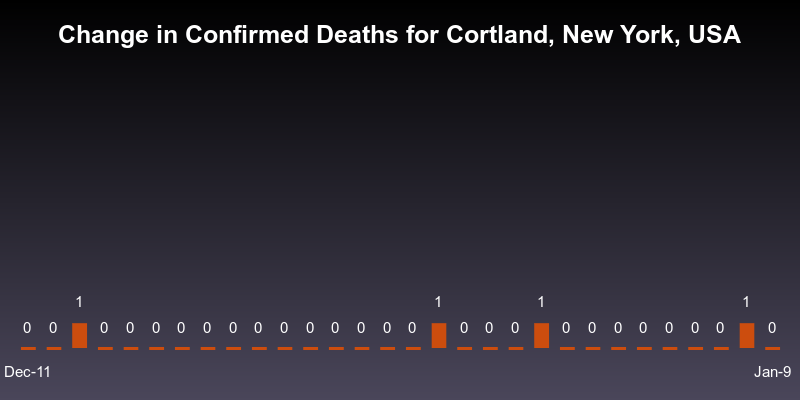 Change in Confirmed Deaths for Cortland, New York, USA
1 1 1 1
0 0 0 0 0 0 0 0 0 0 0 0 0 0 0 0 0 0 0 0 0 0 0 0 0 0
Dec-11 Jan-9